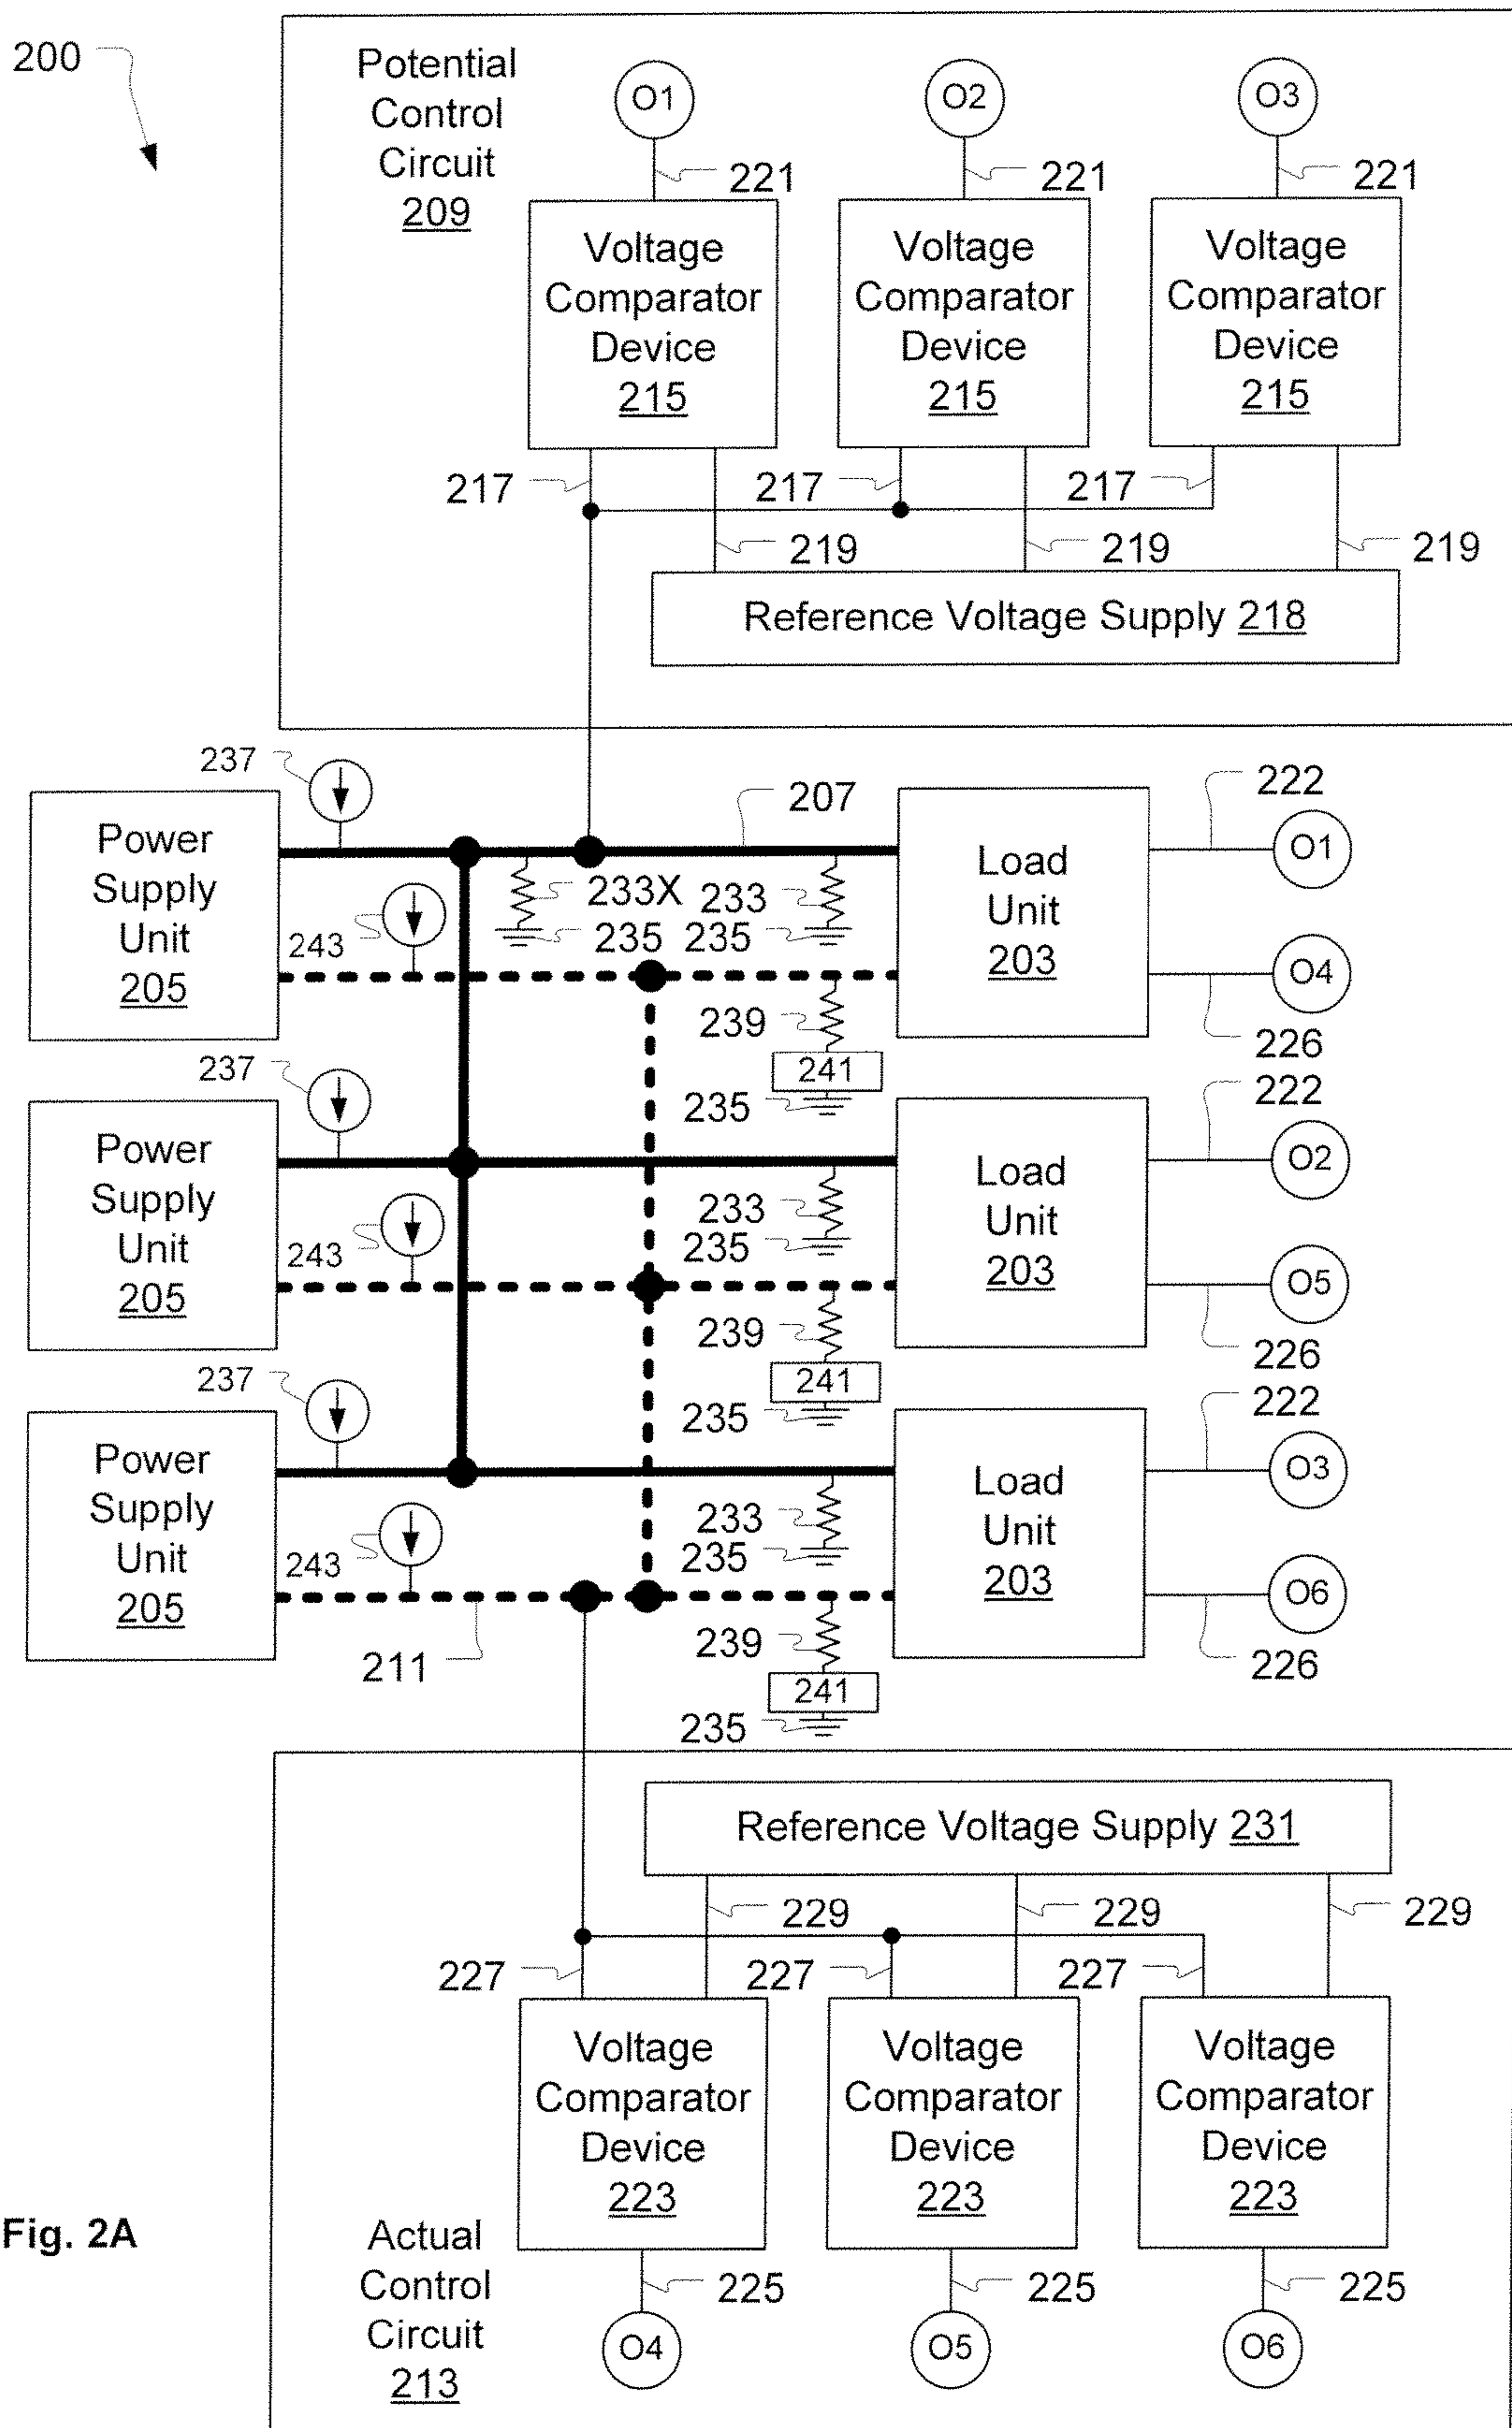 200
Potential
Control
Circuit
209
O1
O2
O3
221
221
221
Voltage
Comparator
Device
215
Voltage
Comparator
Device
215
Voltage
Comparator
Device
215
217
217
217
219
219
219
Reference Voltage Supply 218
237
207
222
Power
Supply
Unit
205
Load
Unit
203
O1
243
233X
233
235
235
O4
239
226
241
235
237
222
Power
Supply
Unit
205
Load
Unit
203
O2
243
233
235
O5
239
226
241
235
237
222
Power
Supply
Unit
205
Load
Unit
203
O3
243
233
235
O6
211
239
226
241
235
Reference Voltage Supply 231
229
229
229
227
227
227
Voltage
Comparator
Device
223
Voltage
Comparator
Device
223
Voltage
Comparator
Device
223
Fig. 2A
Actual
Control
Circuit
213
225
225
225
O4
O5
O6